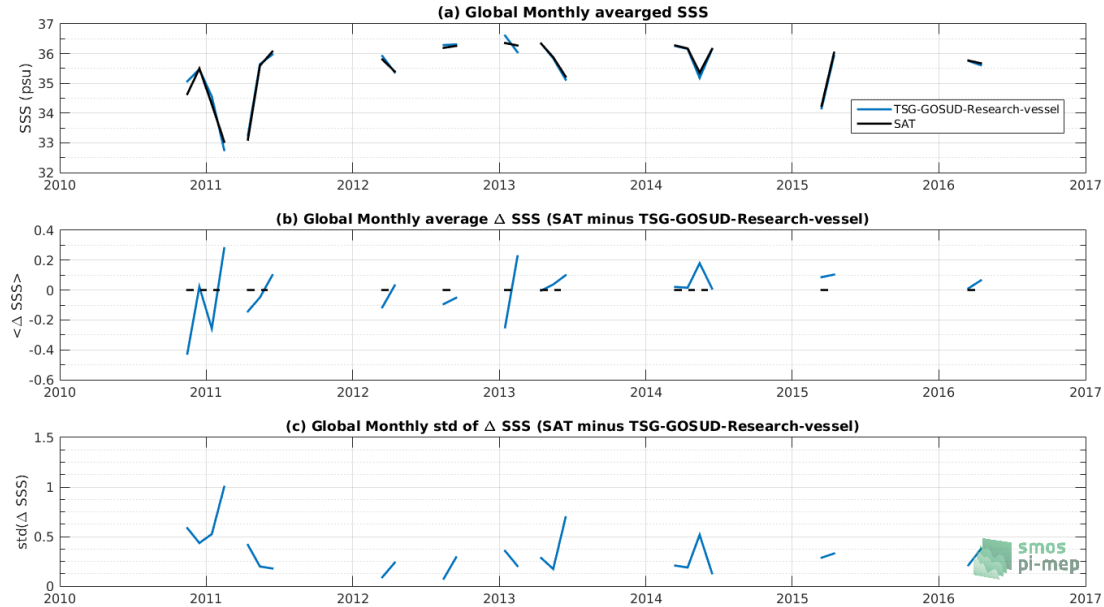 (a) Global Monthly avearged SSS
37
36
35
34
33
32
SSS (psu)
TSG-GOSUD-Research-vessel
SAT
2010 2011 2012 2013 2014 2015 2016 2017
(b) Global Monthly average Δ SSS (SAT minus TSG-GOSUD-Research-vessel)
0.4
0.2
0
-0.2
-0.4
-0.6
<Δ SSS>
2010 2011 2012 2013 2014 2015 2016 2017
(c) Global Monthly std of Δ SSS (SAT minus TSG-GOSUD-Research-vessel)
1.5
1
0.5
0
std(Δ SSS)
smos
pi-mep
2010 2011 2012 2013 2014 2015 2016 2017